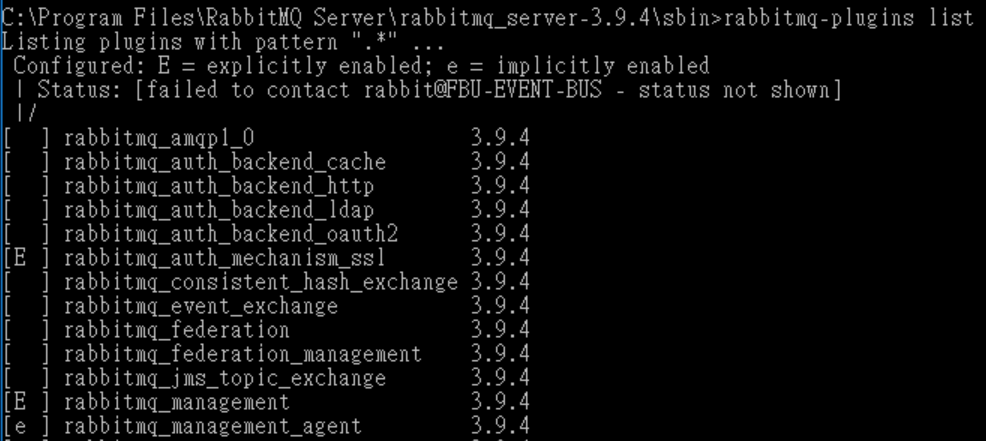 C:\Program Files\RabbitMQ Server\rabbitmq_server-3.9.4\sbin>rabbitmq-plugins list
Listing plugins with pattern ".*" ...
 Configured: E = explicitly enabled; e = implicitly enabled
 | Status: [failed to contact rabbit@FBU-EVENT-BUS - status not shown]
 |/
[  ] rabbitmq_amqp1_0                  3.9.4
[  ] rabbitmq_auth_backend_cache       3.9.4
[  ] rabbitmq_auth_backend_http        3.9.4
[  ] rabbitmq_auth_backend_ldap        3.9.4
[  ] rabbitmq_auth_backend_oauth2      3.9.4
[E ] rabbitmq_auth_mechanism_ssl       3.9.4
[  ] rabbitmq_consistent_hash_exchange 3.9.4
[  ] rabbitmq_event_exchange           3.9.4
[  ] rabbitmq_federation               3.9.4
[  ] rabbitmq_federation_management    3.9.4
[  ] rabbitmq_jms_topic_exchange       3.9.4
[E ] rabbitmq_management               3.9.4
[e ] rabbitmq_management_agent         3.9.4